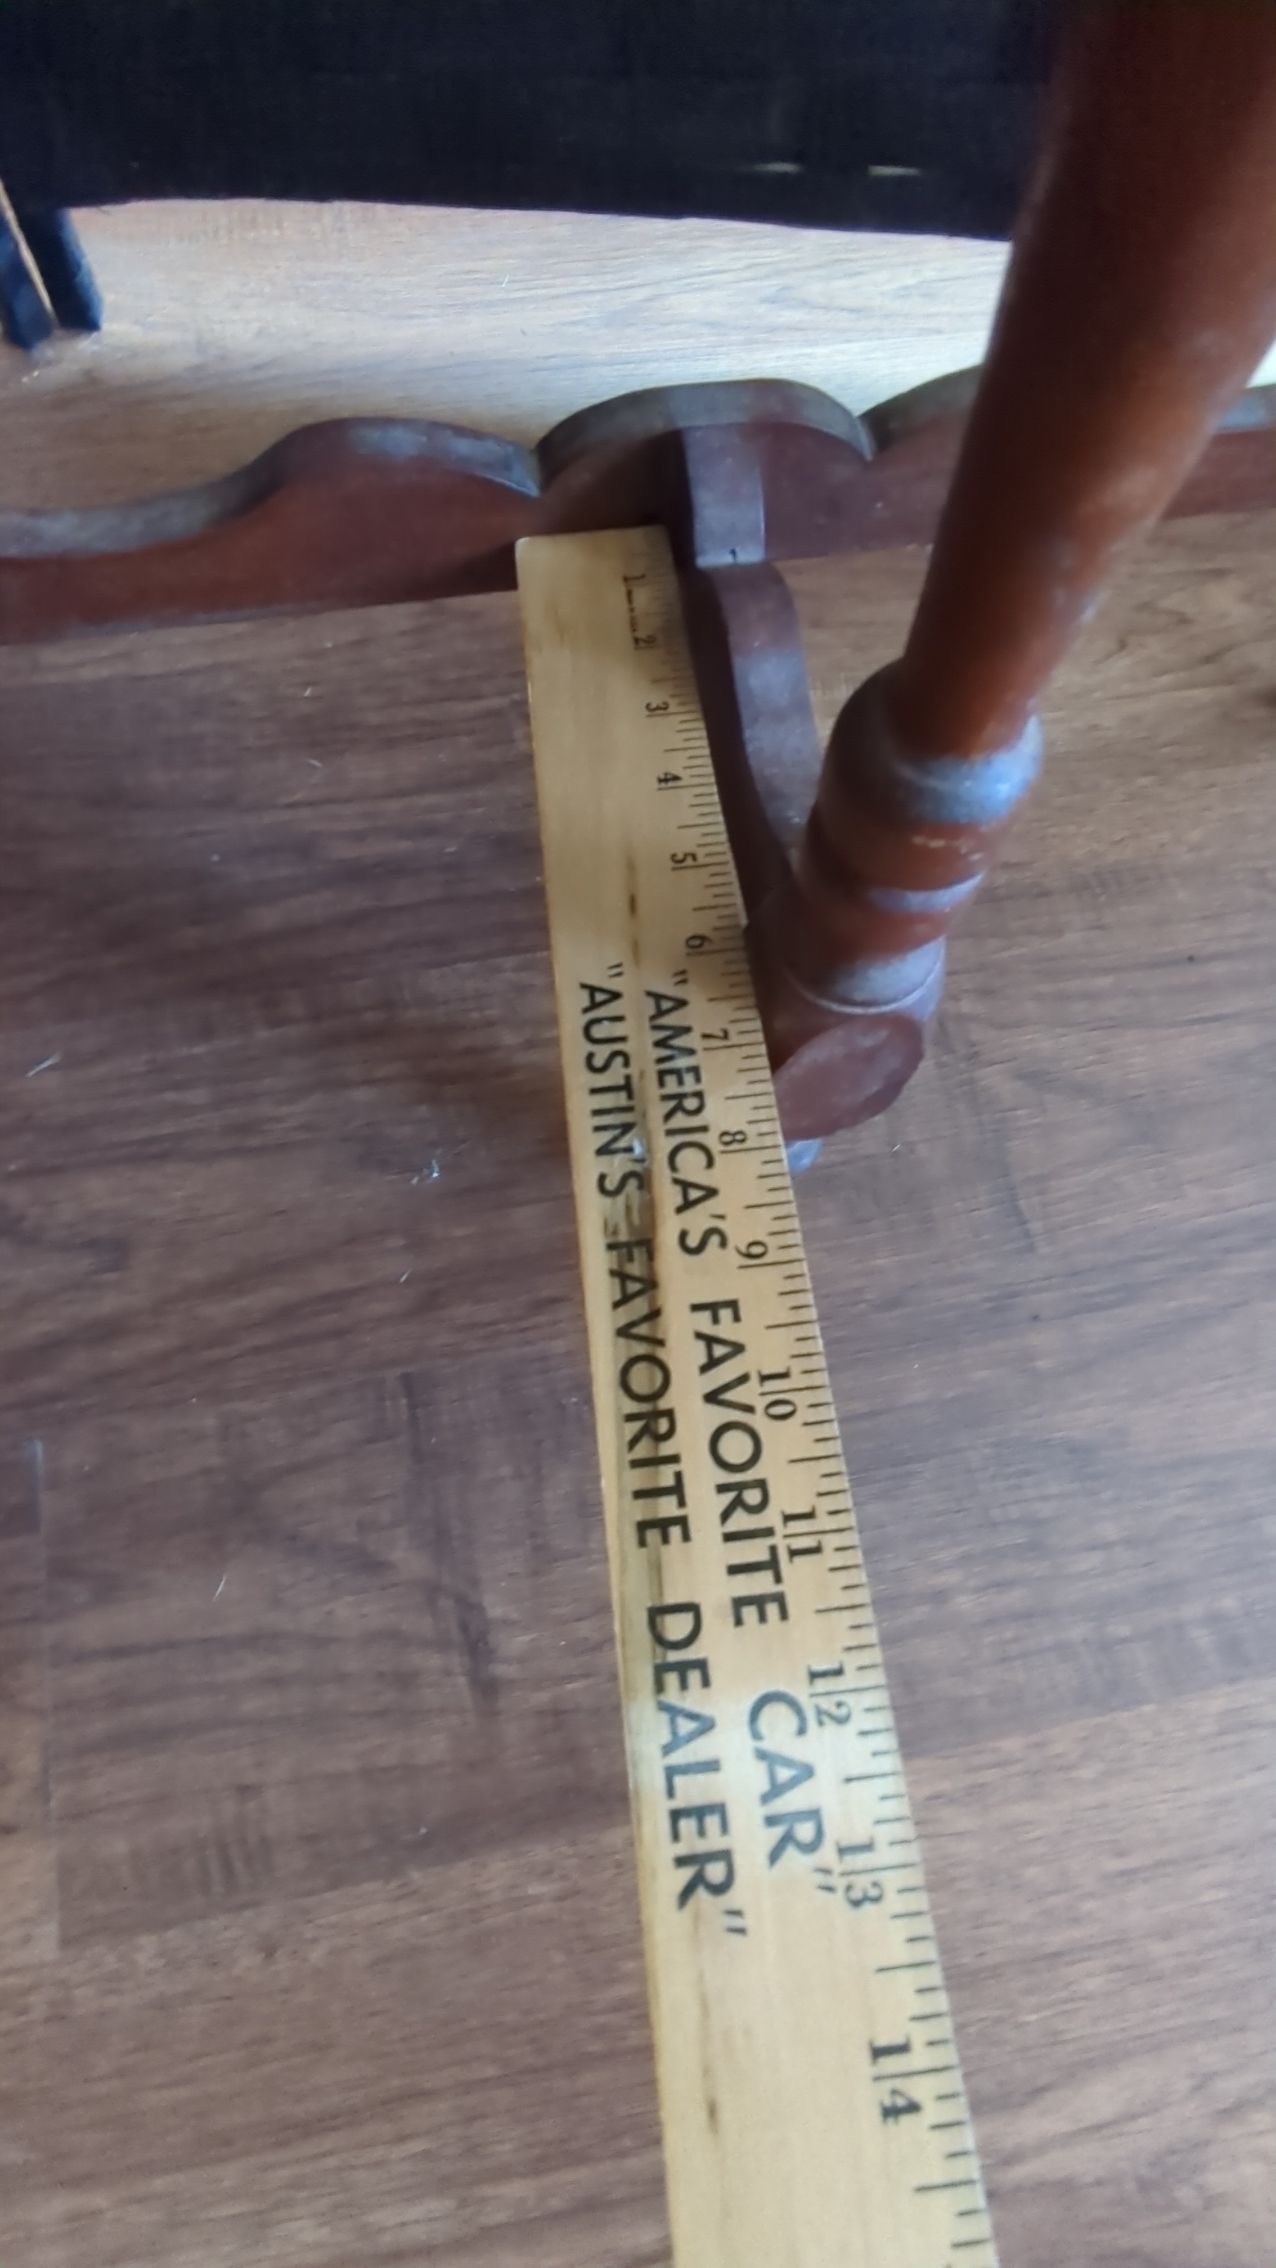 1 2 3 4 5 6 7 8 9 10 11 12 13 14
"AMERICA'S FAVORITE CAR"
"AUSTIN'S FAVORITE DEALER"